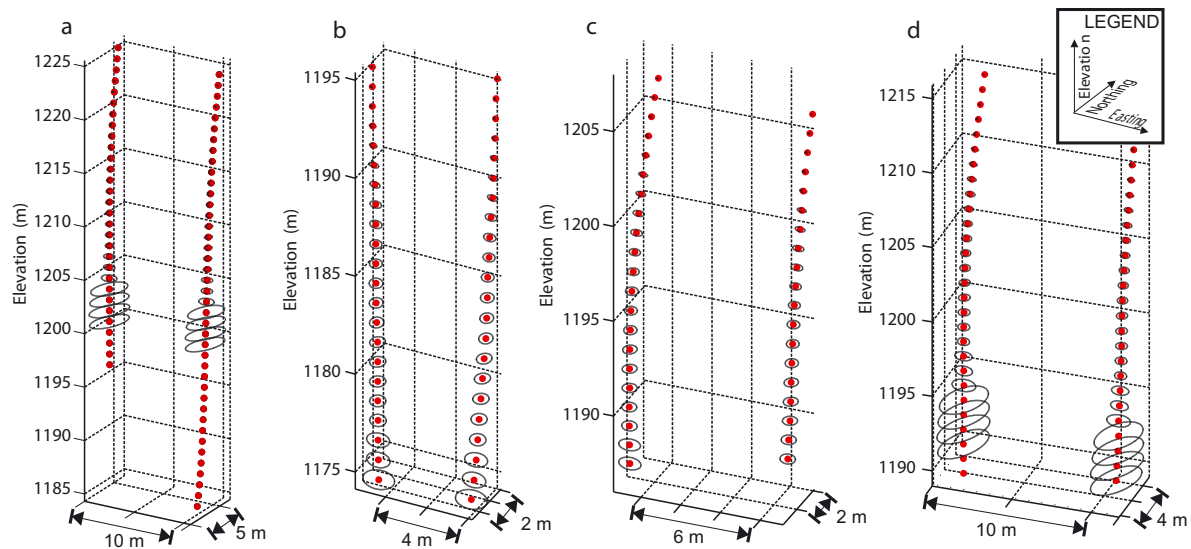 a
Elevation (m)
1225
1220
1215
1210
1205
1200
1195
1190
1185
10 m
5 m
b
Elevation (m)
1195
1190
1185
1180
1175
4 m
2 m
c
Elevation (m)
1205
1200
1195
1190
6 m
2 m
d
Elevation (m)
1215
1210
1205
1200
1195
1190
10 m
4 m
LEGEND
Elevation
Northing
Easting